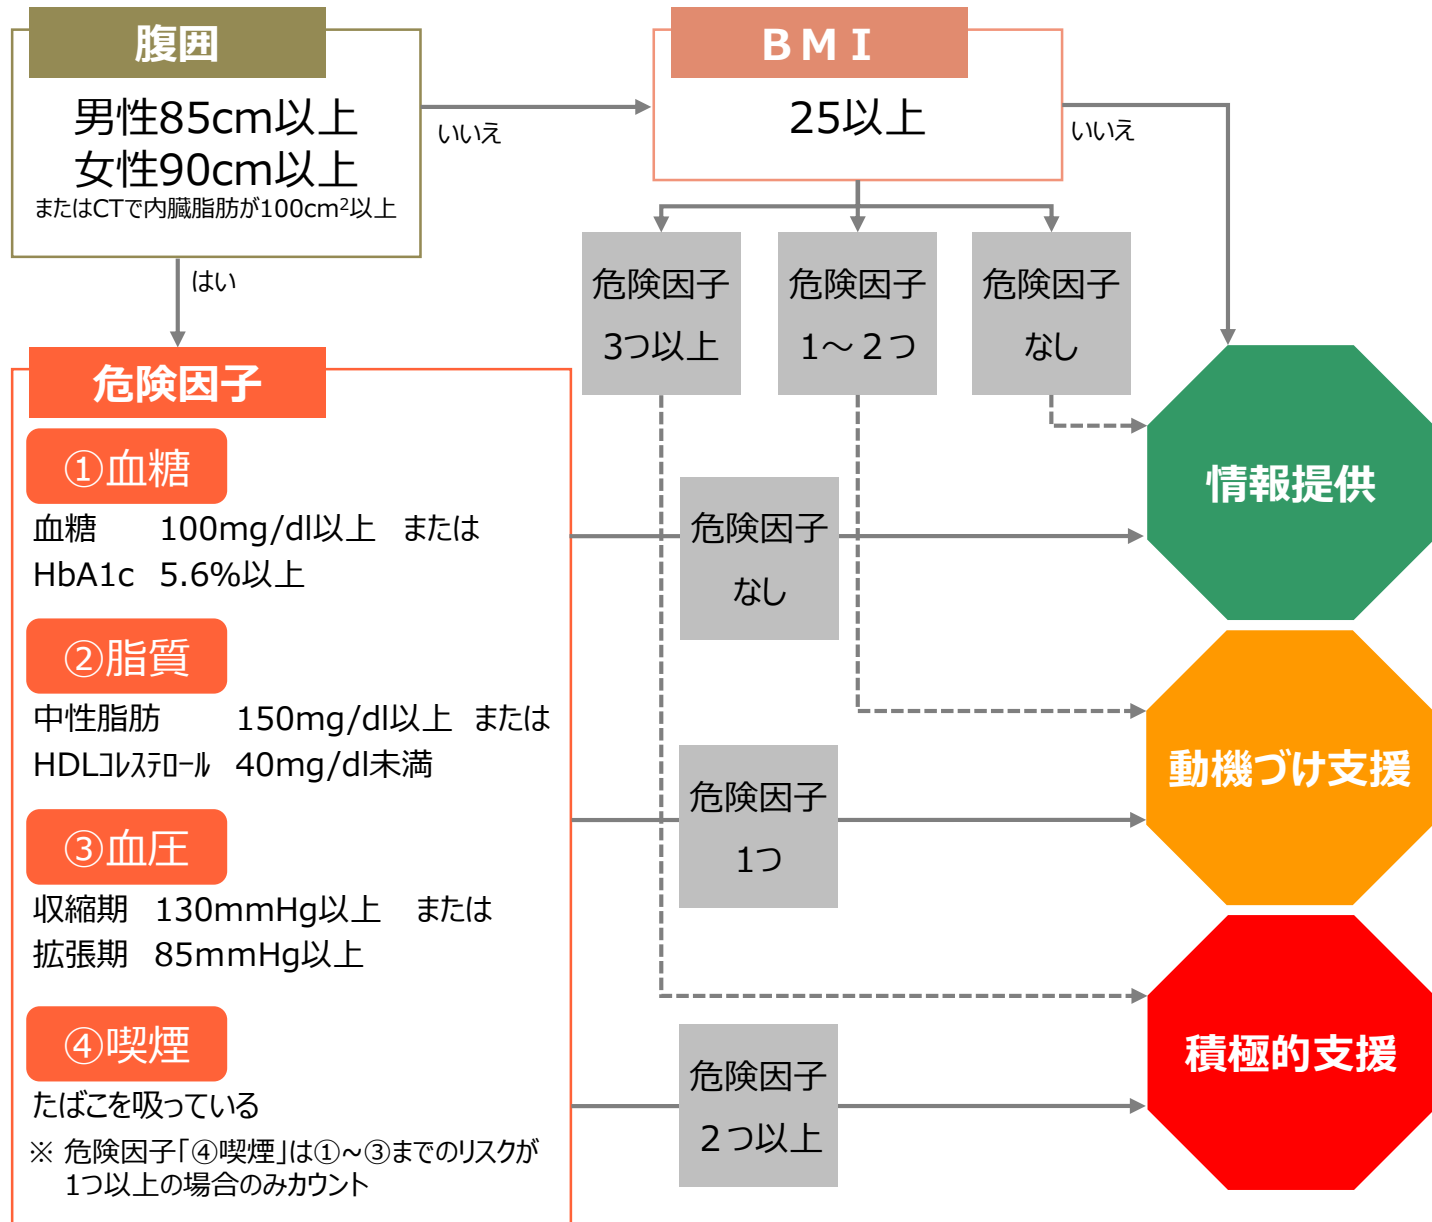 腹囲
男性85cm以上
女性90cm以上
またはCTで内臓脂肪が100cm²以上
いいえ
はい
ＢＭＩ
25以上
いいえ
危険因子
3つ以上
危険因子
1～２つ
危険因子
なし
危険因子
①血糖
血糖 100mg/dl以上 または
HbA1c 5.6%以上
②脂質
中性脂肪 150mg/dl以上 または
HDLｺﾚｽﾃﾛｰﾙ 40mg/dl未満
③血圧
収縮期 130mmHg以上 または
拡張期 85mmHg以上
④喫煙
たばこを吸っている
※ 危険因子「④喫煙」は①～③までのリスクが
1つ以上の場合のみカウント
危険因子
なし
危険因子
1つ
危険因子
２つ以上
情報提供
動機づけ支援
積極的支援